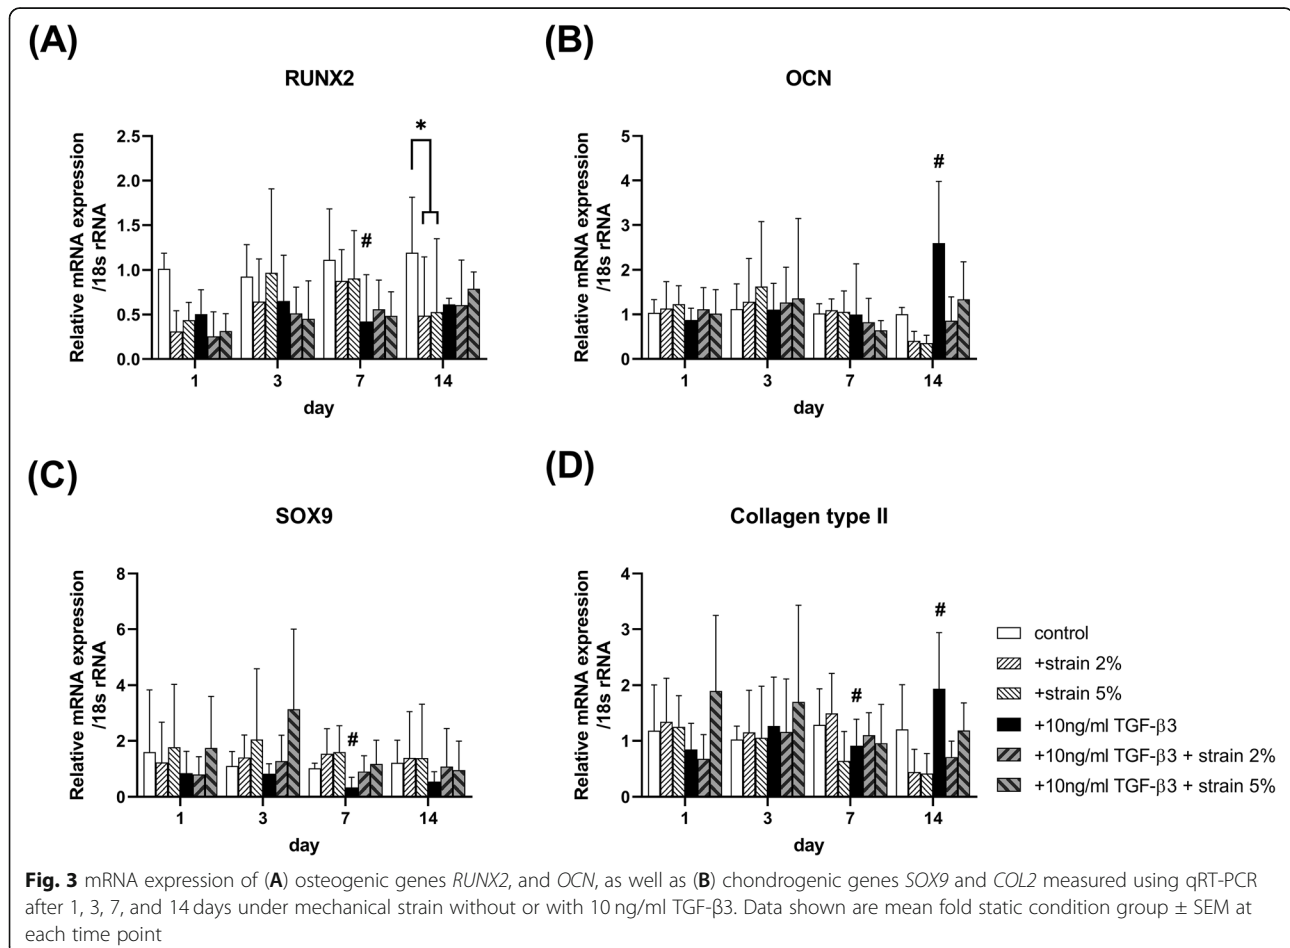 (A)
RUNX2
Relative mRNA expression
/18s rRNA
2.5
2.0
1.5
1.0
0.5
0.0
*
#
1 3 7 14
day
(B)
OCN
Relative mRNA expression
/18s rRNA
5
4
3
2
1
0
#
1 3 7 14
day
(C)
SOX9
Relative mRNA expression
/18s rRNA
8
6
4
2
0
#
1 3 7 14
day
(D)
Collagen type II
Relative mRNA expression
/18s rRNA
4
3
2
1
0
#
#
1 3 7 14
day
control
+strain 2%
+strain 5%
+10ng/ml TGF-β3
+10ng/ml TGF-β3 + strain 2%
+10ng/ml TGF-β3 + strain 5%
Fig. 3 mRNA expression of (A) osteogenic genes RUNX2, and OCN, as well as (B) chondrogenic genes SOX9 and COL2 measured using qRT-PCR
after 1, 3, 7, and 14 days under mechanical strain without or with 10 ng/ml TGF-β3. Data shown are mean fold static condition group ± SEM at
each time point